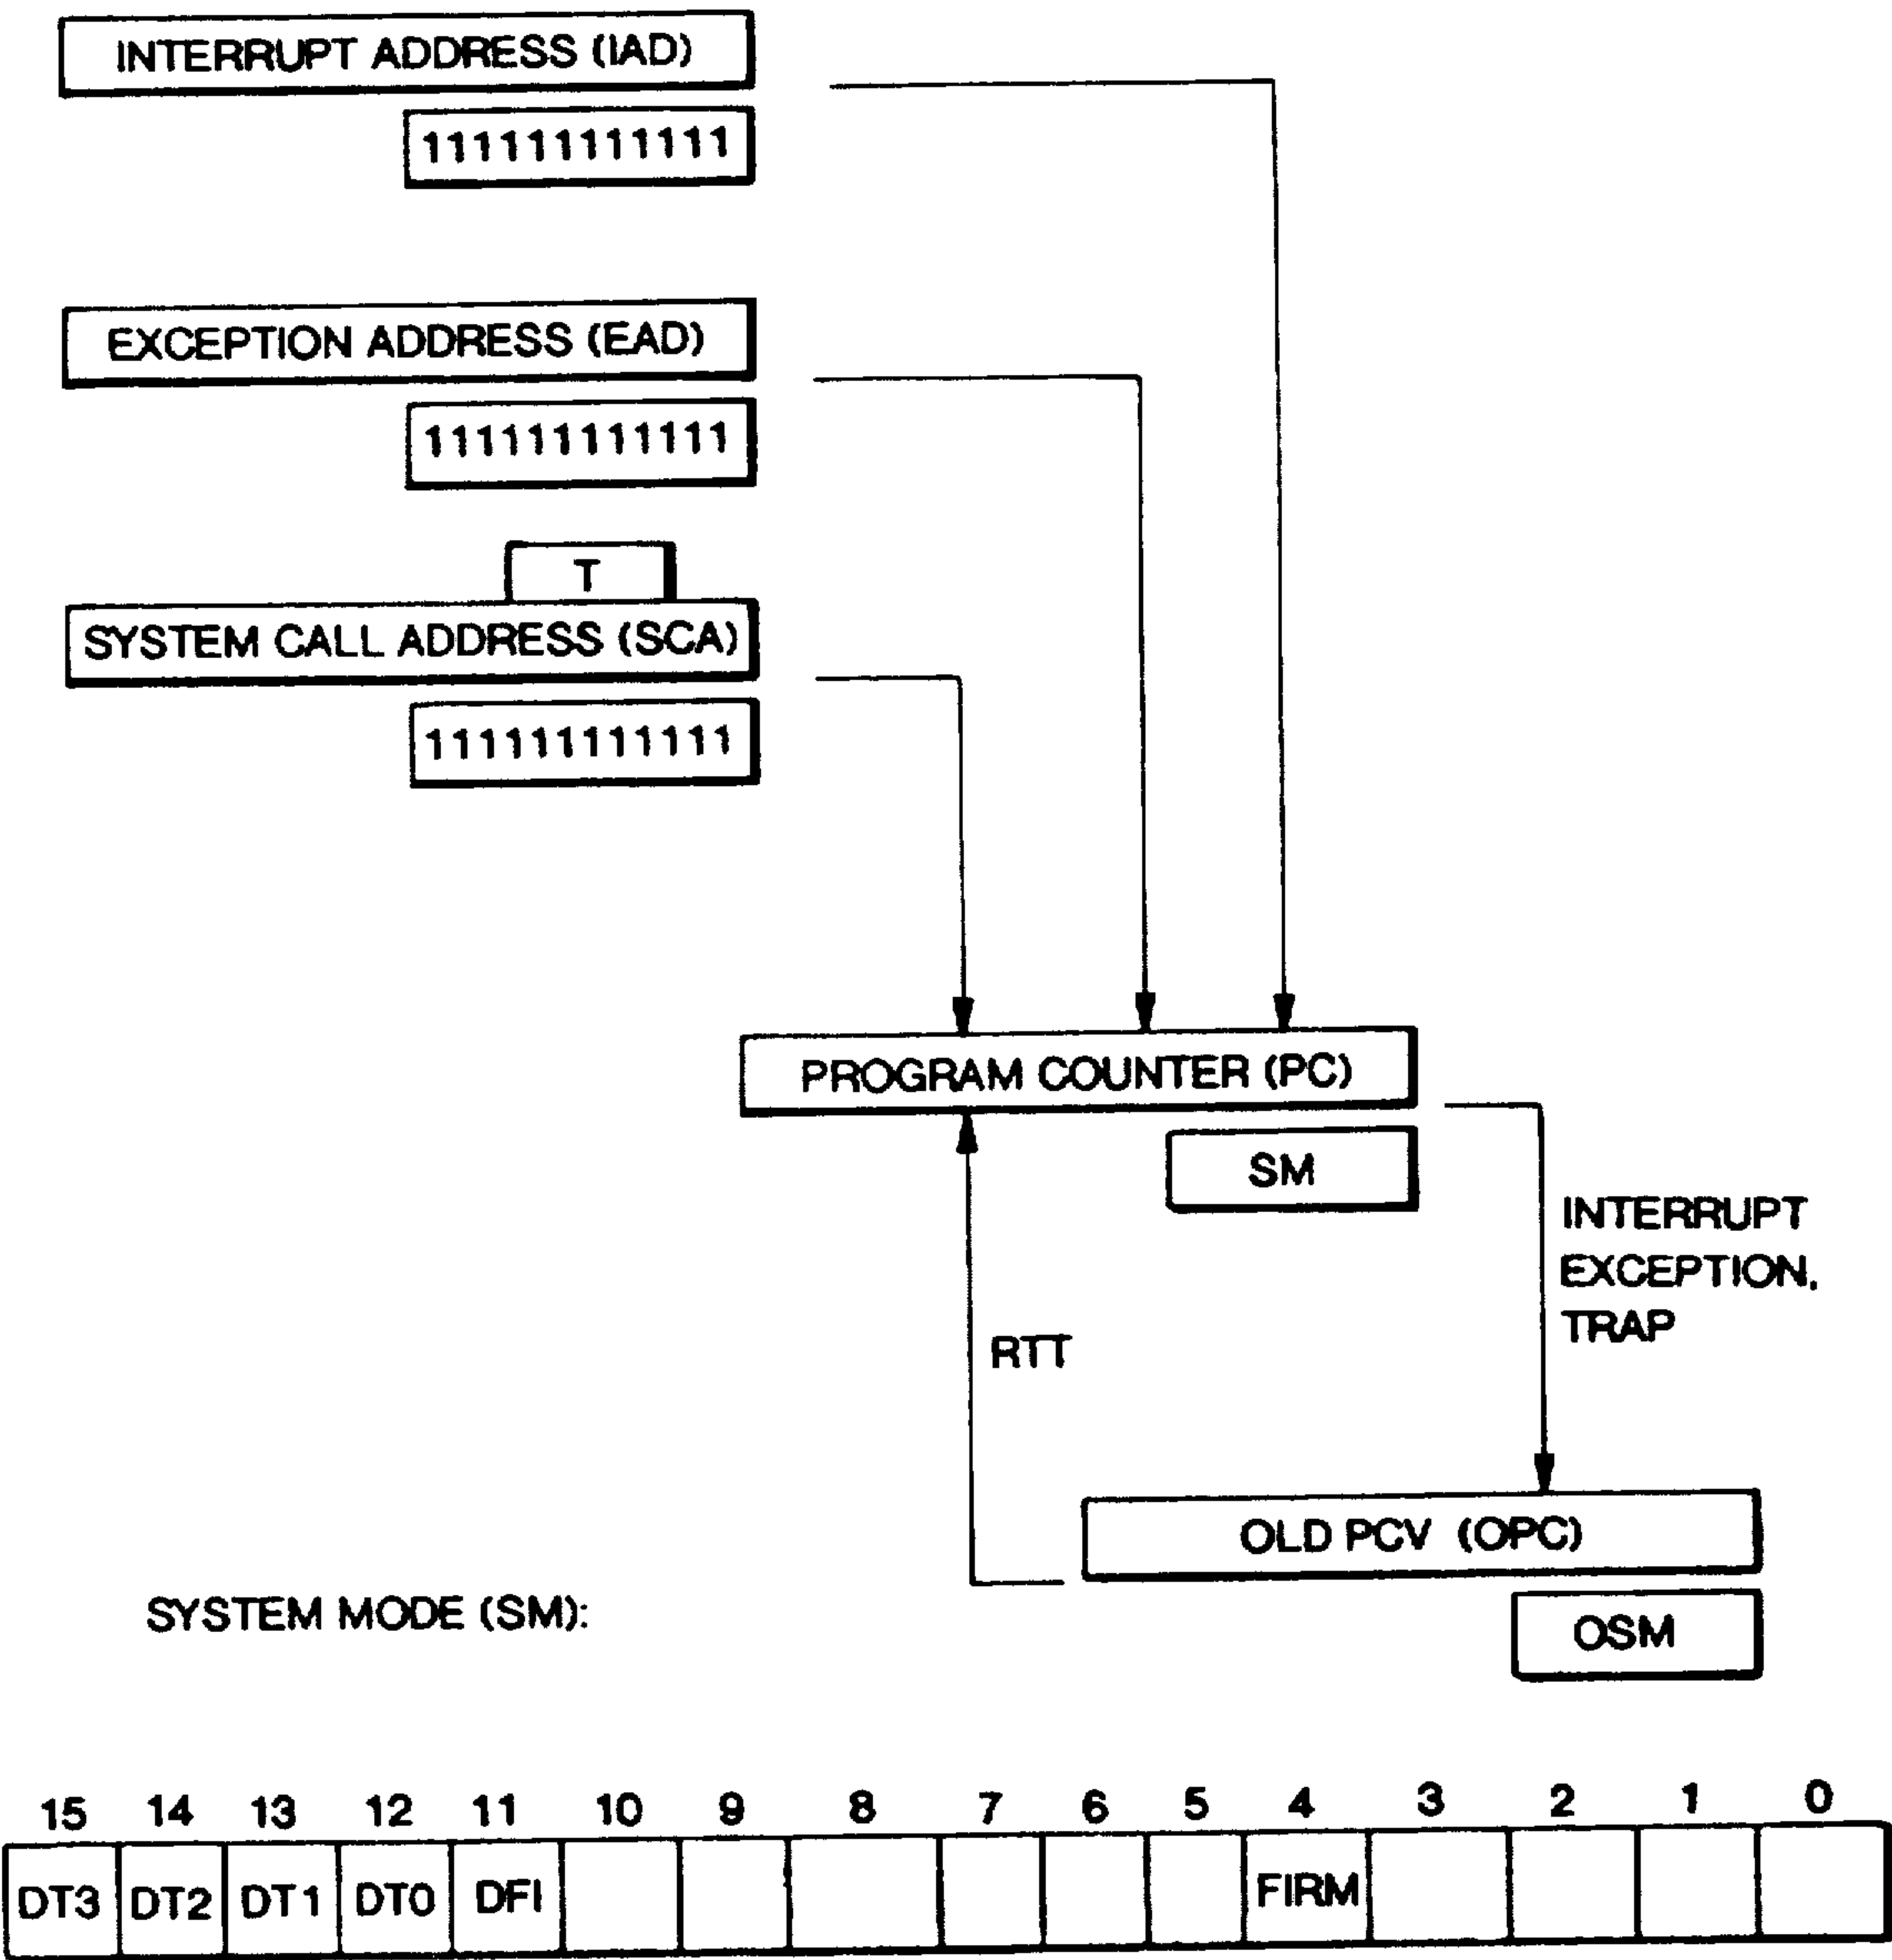 INTERRUPT ADDRESS (IAD)
111111111111
EXCEPTION ADDRESS (EAD)
111111111111
T
SYSTEM CALL ADDRESS (SCA)
111111111111
PROGRAM COUNTER (PC)
SM
INTERRUPT
EXCEPTION,
TRAP
RTT
OLD PCV (OPC)
OSM
SYSTEM MODE (SM):
15 14 13 12 11 10 9 8 7 6 5 4 3 2 1 0
DT3 DT2 DT1 DT0 DFI FIRM